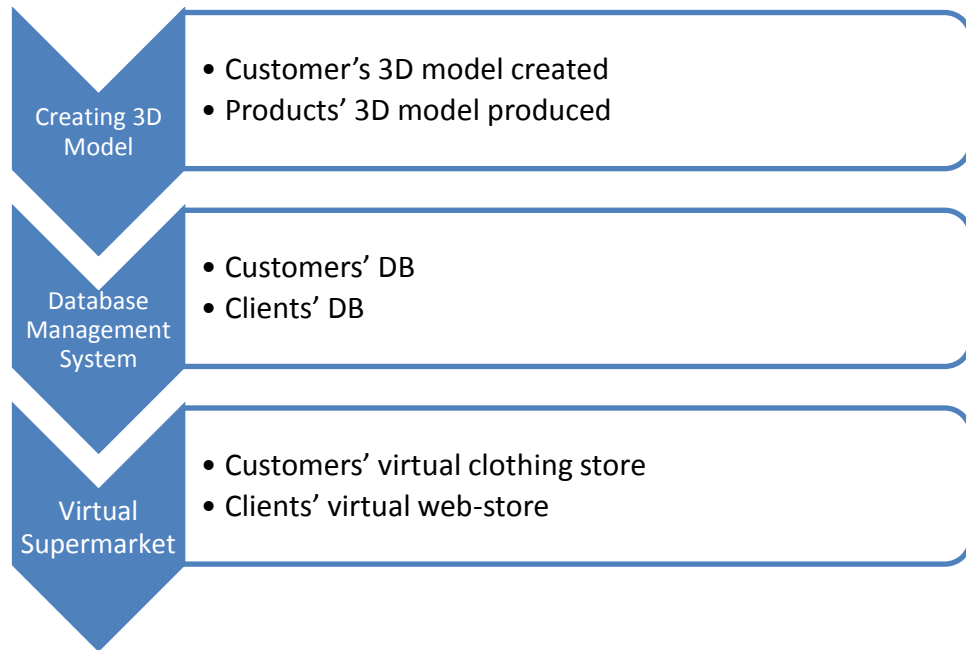 Creating 3D
Model
• Customer’s 3D model created
• Products’ 3D model produced
Database
Management
System
• Customers’ DB
• Clients’ DB
Virtual
Supermarket
• Customers’ virtual clothing store
• Clients’ virtual web-store